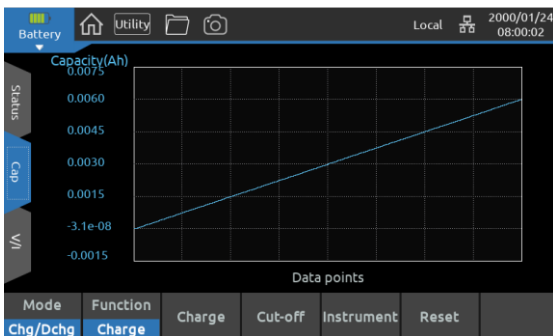 Battery
Utility
Local
2000/01/24
08:00:02
Status
Cap
V/I
Capacity(Ah)
0.0075
0.0060
0.0045
0.0030
0.0015
-3.1e-08
-0.0015
Data points
Mode
Chg/Dchg
Function
Charge
Charge
Cut-off
Instrument
Reset